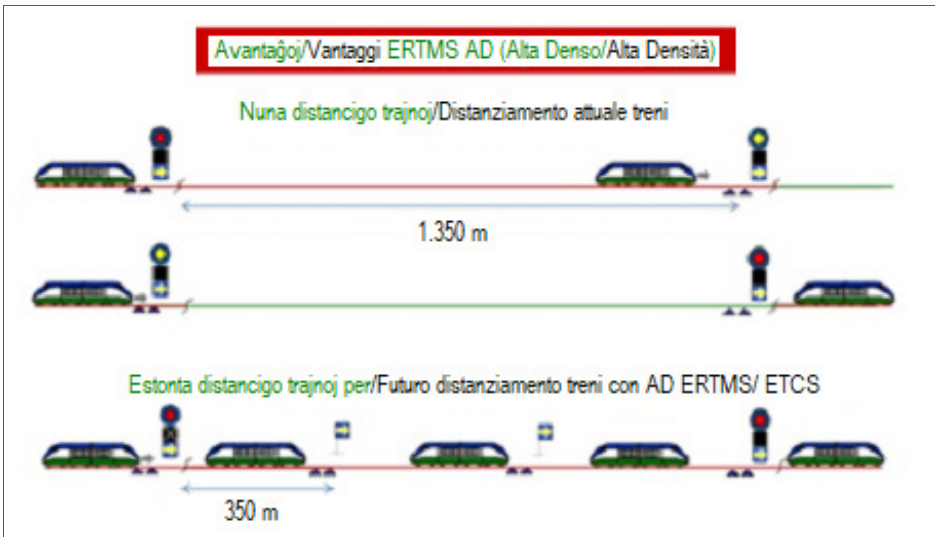 Avantaĝoj/Vantaggi ERTMS AD (Alta Denso/Alta Densità)
Nuna distancigo trajnoj/Distanziamento attuale treni
1.350 m
Estonta distancigo trajnoj per/Futuro distanziamento treni con AD ERTMS/ ETCS
350 m